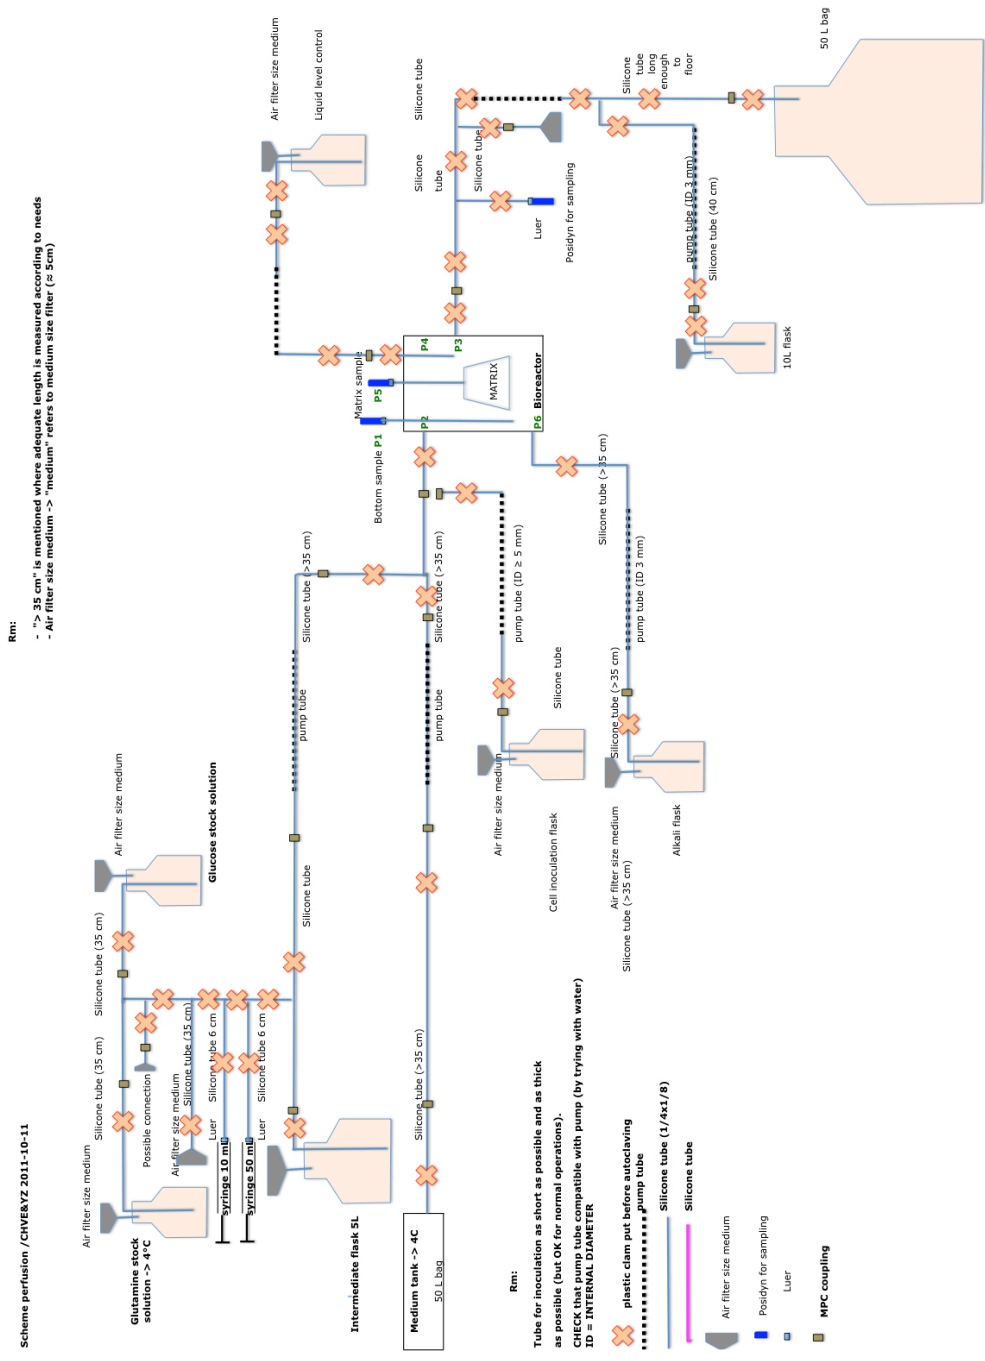 Scheme perfusion /CHVE&YZ 2011-10-11
Rm:
- ">35 cm" is mentioned where adequate length is measured according to needs
- Air filter size medium -> "medium" refers to medium size filter (≈ 5cm)
Air filter size medium
Glutamine stock
solution -> 4°C
Silicone tube (35 cm)
Silicone tube (35 cm)
Air filter size medium
Glucose stock solution
Possible connection
Air filter size medium
Silicone tube (35 cm)
Luer
Silicone tube 6 cm
syringe 10 mL
syringe 50 mL
Luer
Silicone tube 6 cm
Silicone tube
pump tube
Silicone tube (>35 cm)
Intermediate flask 5L
Medium tank -> 4C
50 L bag
Silicone tube (>35 cm)
pump tube
Silicone tube (>35 cm)
Air filter size medium
Cell inoculation flask
Silicone tube
pump tube (ID ≥ 5 mm)
Air filter size medium
Silicone tube (>35 cm)
Alkali flask
Silicone tube (>35 cm)
pump tube (ID 3 mm)
Silicone tube (>35 cm)
Bottom sample P1
Matrix sample
P5
P2
P4
P3
P6
MATRIX
Bioreactor
Air filter size medium
Liquid level control
Silicone tube
Silicone
tube
Silicone tube
Luer
Posidyn for sampling
Silicone
tube
long
enough
to
floor
50 L bag
pump tube (ID 3 mm)
Silicone tube (40 cm)
10L flask
Rm:
Tube for inoculation as short as possible and as thick
as possible (but OK for normal operations).
CHECK that pump tube compatible with pump (by trying with water)
ID = INTERNAL DIAMETER
plastic clam put before autoclaving
pump tube
Silicone tube (1/4x1/8)
Silicone tube
Air filter size medium
Posidyn for sampling
Luer
MPC coupling